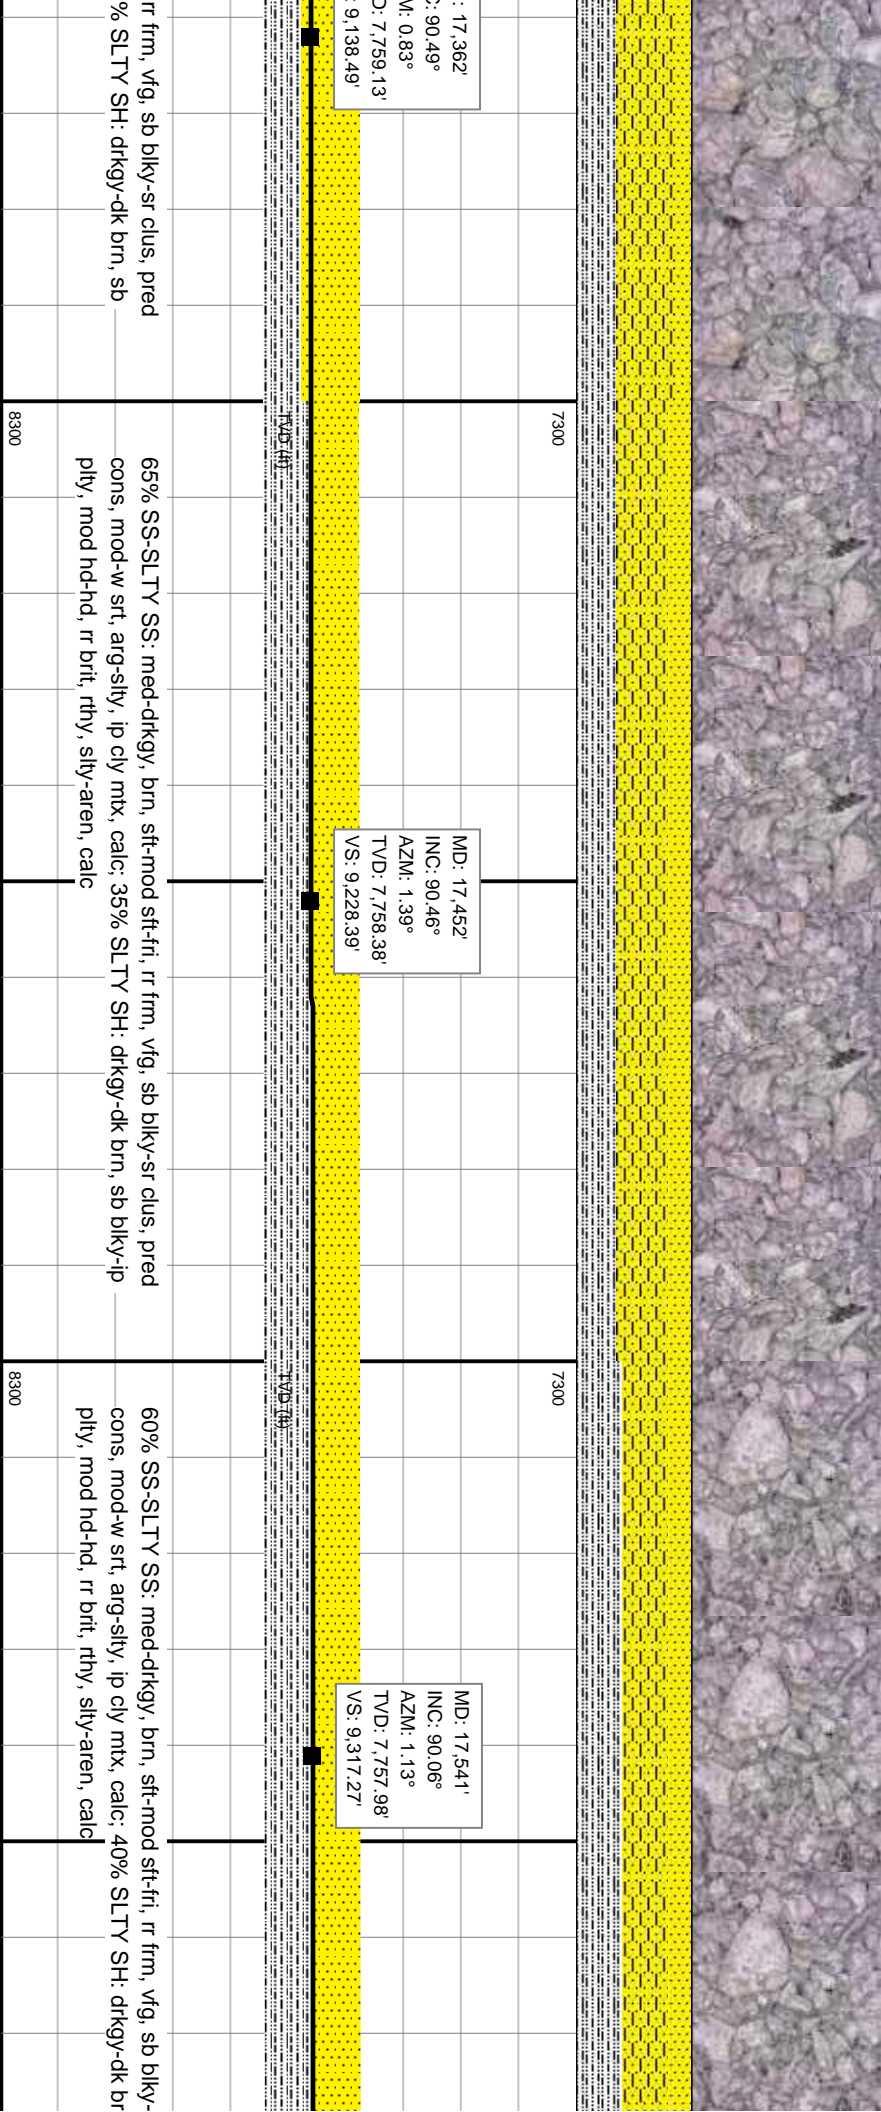 : 17,362'
C: 90.49°
M: 0.83°
D: 7,759.13'
: 9,138.49'
rr frm, vfg, sb blky-sr clus, pred
% SLTY SH: drkgy-dk brn, sb
7300
TVD (ft)
8300
MD: 17,452'
INC: 90.46°
AZM: 1.39°
TVD: 7,758.38'
VS: 9,228.39'
65% SS-SLTY SS: med-drkgy, brn, sft-mod sft-fri, rr frm, vfg, sb blky-sr clus, pred
cons, mod-w srt, arg-slty, ip cly mtx, calc; 35% SLTY SH: drkgy-dk brn, sb blky-ip
plty, mod hd-hd, rr brit, rthy, slty-aren, calc
7300
TVD (ft)
8300
MD: 17,541'
INC: 90.06°
AZM: 1.13°
TVD: 7,757.98'
VS: 9,317.27'
60% SS-SLTY SS: med-drkgy, brn, sft-mod sft-fri, rr frm, vfg, sb blky-
cons, mod-w srt, arg-slty, ip cly mtx, calc; 40% SLTY SH: drkgy-dk br
plty, mod hd-hd, rr brit, rthy, slty-aren, calc